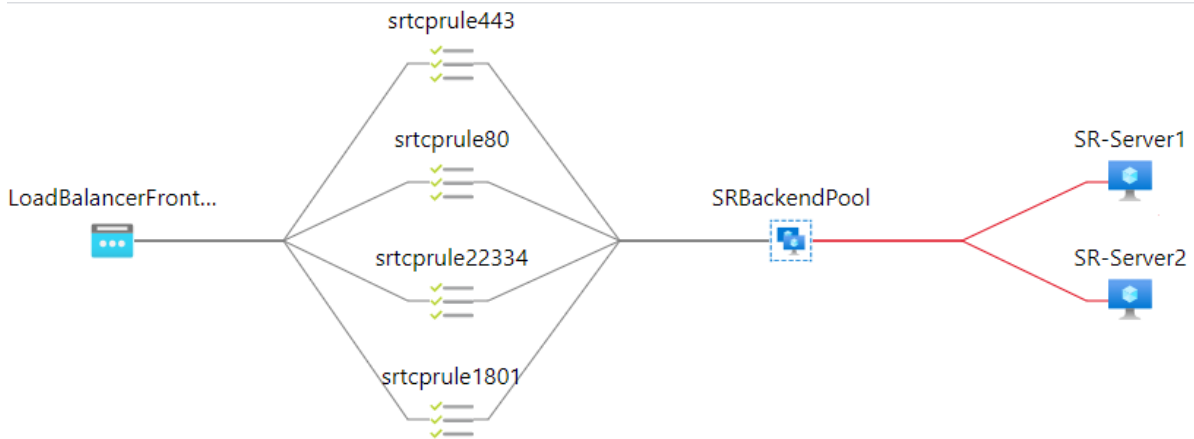 srtcprule443
srtcprule80
SR-Server1
LoadBalancerFront...
SRBackendPool
srtcprule22334
SR-Server2
srtcprule1801